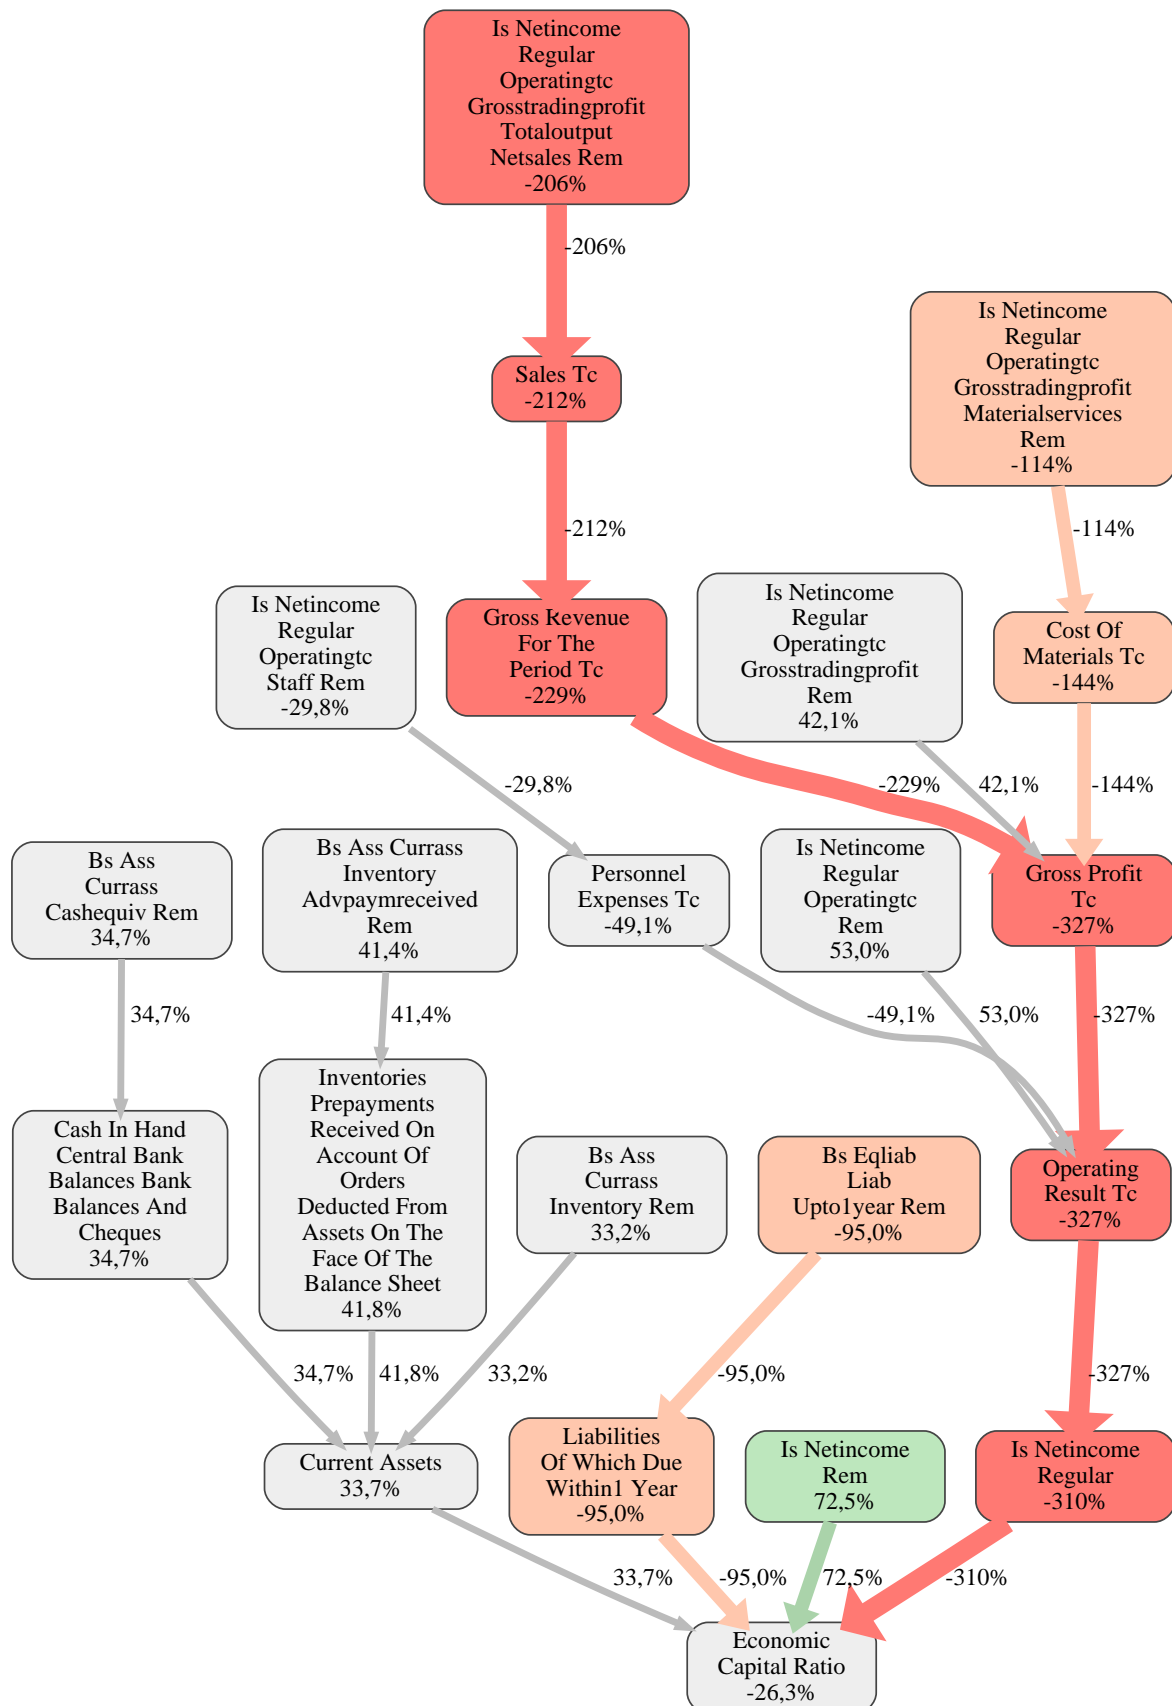 Is Netincome
Regular
Operatingtc
Grosstradingprofit
Totaloutput
Netsales Rem
-206%
-206%
Is Netincome
Regular
Operatingtc
Grosstradingprofit
Materialservices
Rem
-114%
Sales Tc
-212%
-212%
-114%
Is Netincome
Regular
Operatingtc
Staff Rem
-29,8%
Gross Revenue
For The
Period Tc
-229%
Is Netincome
Regular
Operatingtc
Grosstradingprofit
Rem
42,1%
Cost Of
Materials Tc
-144%
-29,8%
-229%
42,1%
-144%
Bs Ass
Currass
Cashequiv Rem
34,7%
Bs Ass Currass
Inventory
Advpaymreceived
Rem
41,4%
Personnel
Expenses Tc
-49,1%
Is Netincome
Regular
Operatingtc
Rem
53,0%
Gross Profit
Tc
-327%
34,7%
41,4%
-49,1%
53,0%
-327%
Cash In Hand
Central Bank
Balances Bank
Balances And
Cheques
34,7%
Inventories
Prepayments
Received On
Account Of
Orders
Deducted From
Assets On The
Face Of The
Balance Sheet
41,8%
Bs Ass
Currass
Inventory Rem
33,2%
Bs Eqliab
Liab
Upto1year Rem
-95,0%
Operating
Result Tc
-327%
34,7%
41,8%
33,2%
-95,0%
-327%
Current Assets
33,7%
Liabilities
Of Which Due
Within1 Year
-95,0%
Is Netincome
Rem
72,5%
Is Netincome
Regular
-310%
33,7%
-95,0%
72,5%
-310%
Economic
Capital Ratio
-26,3%